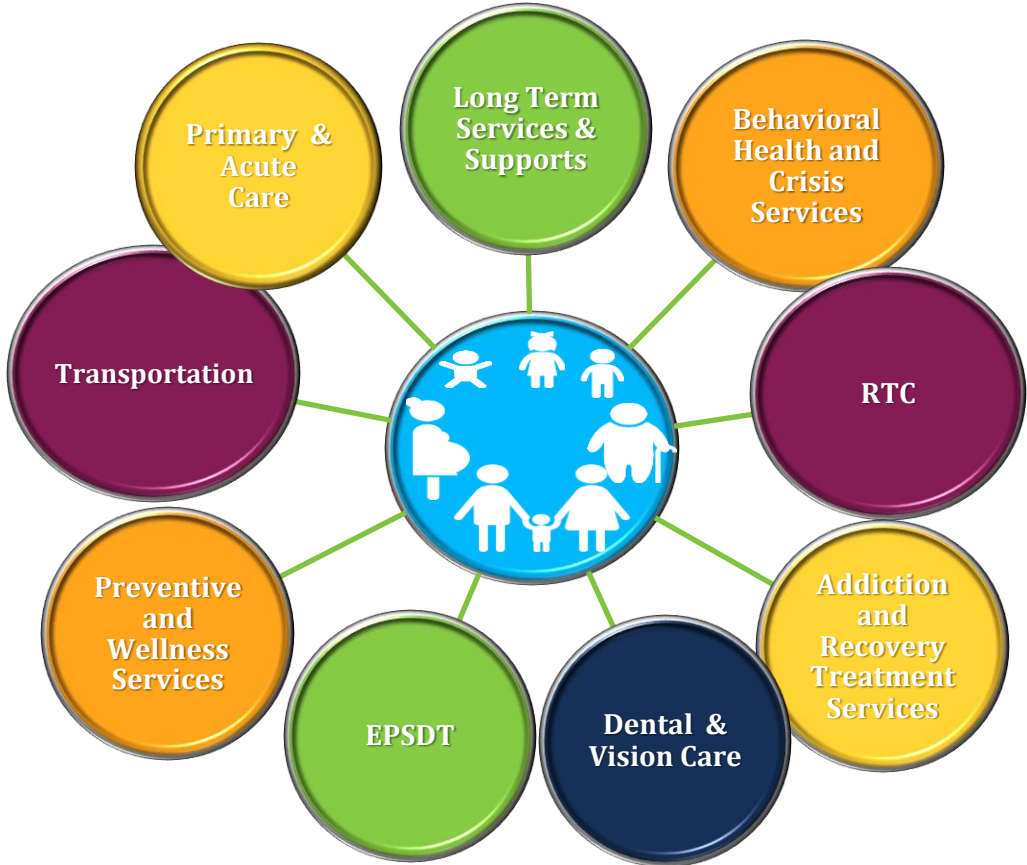 Long Term
Services &
Supports
Behavioral
Health and
Crisis
Services
RTC
Addiction
and
Recovery
Treatment
Services
Dental & 
Vision Care
EPSDT
Preventive
and
Wellness
Services
Transportation
Primary &
Acute
Care